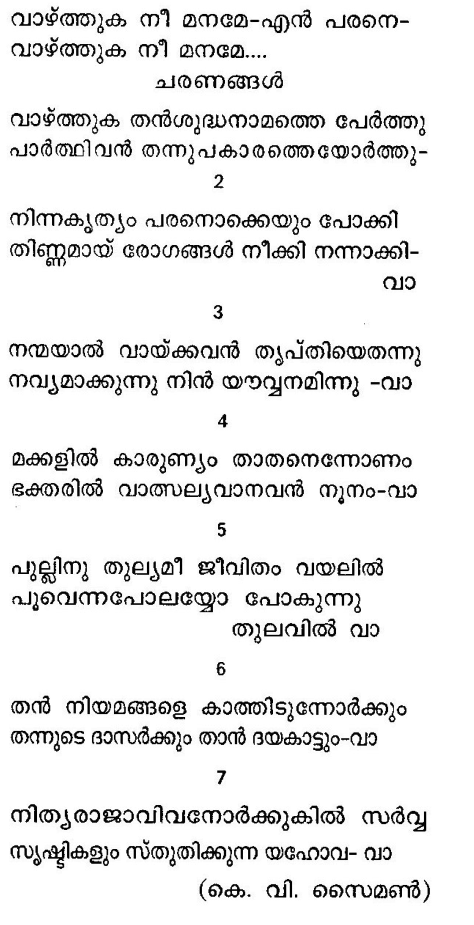 വാഴ്ത്തുക നീ മനമേ-എൻ പരനെ-
വാഴ്ത്തുക നീ മനമേ....
ചരണങ്ങൾ
വാഴ്ത്തുക തൻശുദ്ധനാമത്തെ പേർത്തു
പാർത്ഥിവൻ തന്നുപകാരത്തെയോർത്തു-
2
നിന്നകൃത്യം പരനൊക്കെയും പോക്കി
തിണ്ണമായ് രോഗങ്ങൾ നീക്കി നന്നാക്കി-
വാ
3
നന്മയാൽ വായ്ക്കവൻ തൃപ്തിയെതന്നു
നവ്യമാക്കുന്നു നിൻ യൗവ്വനമിന്നു -വാ
4
മക്കളിൽ കാരുണ്യം താതനെന്നോണം
ഭക്തരിൽ വാത്സല്യവാനവൻ നൂനം-വാ
5
പുല്ലിനു തുല്യമീ ജീവിതം വയലിൽ
പൂവെന്നപോലയ്യോ പോകുന്നു
തുലവിൽ വാ
6
തൻ നിയമങ്ങളെ കാത്തിടുന്നോർക്കും
തന്നുടെ ദാസർക്കും താൻ ദയകാട്ടും-വാ
7
നിത്യരാജാവിവനോർക്കുകിൽ സർവ്വ
സൃഷ്ടികളും സ്തുതിക്കുന്ന യഹോവ- വാ
(കെ. വി. സൈമൺ)